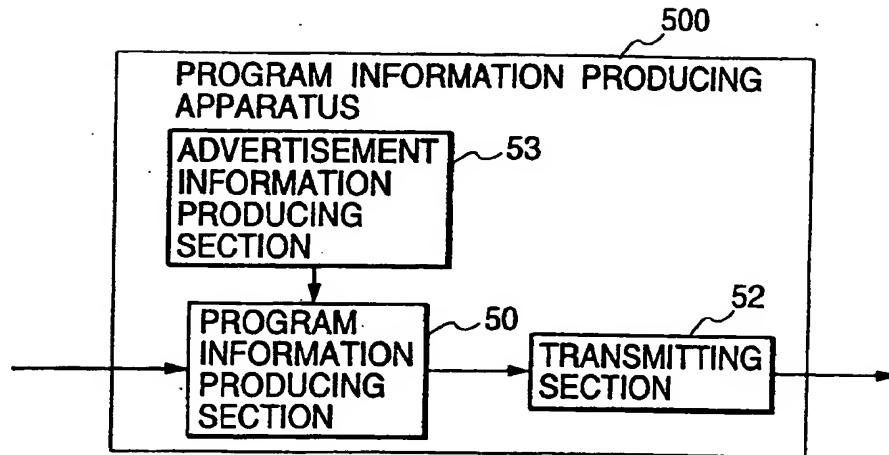 500
PROGRAM INFORMATION PRODUCING
APPARATUS
ADVERTISEMENT
INFORMATION
PRODUCING
SECTION
53
PROGRAM
INFORMATION
PRODUCING
SECTION
50
TRANSMITTING
SECTION
52